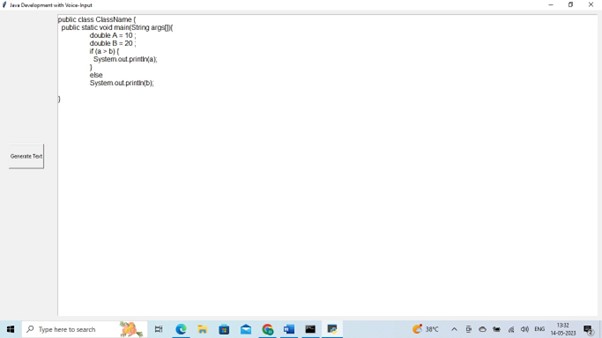 Java Development with Voice-Input
public class ClassName {
public static void main(String args[]){
double A = 10 ;
double B = 20 ;
if (a > b) {
System.out.println(a);
}
else
System.out.println(b);
}
Generate Text
Type here to search
38°C
ENG
13:32
14-05-2023